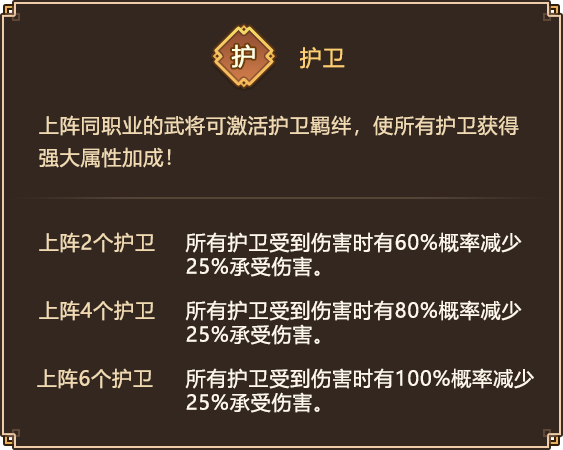 护 护卫
上阵同职业的武将可激活护卫羁绊，使所有护卫获得
强大属性加成！
上阵2个护卫 所有护卫受到伤害时有60%概率减少
25%承受伤害。
上阵4个护卫 所有护卫受到伤害时有80%概率减少
25%承受伤害。
上阵6个护卫 所有护卫受到伤害时有100%概率减少
25%承受伤害。